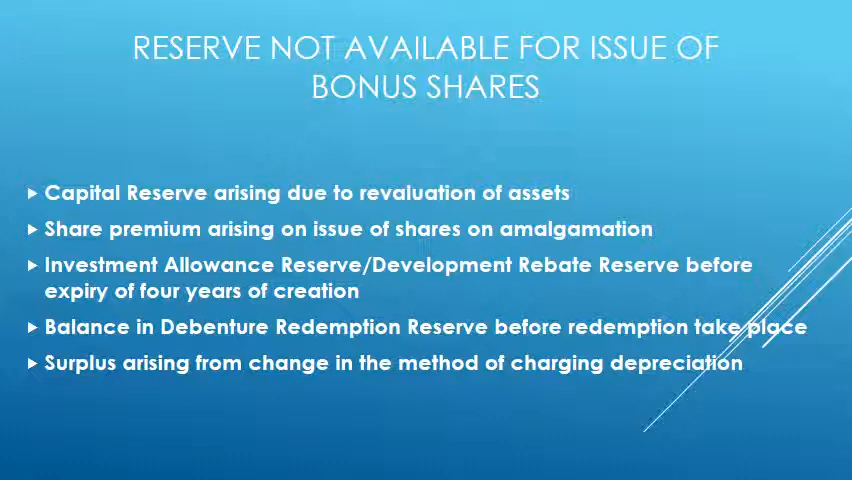 RESERVE NOT AVAILABLE FOR ISSUE OF
BONUS SHARES
Capital Reserve arising due to revaluation of assets
Share premium arising on issue of shares on amalgamation
Investment Allowance Reserve/Development Rebate Reserve before
expiry of four years of creation
Balance in Debenture Redemption Reserve before redemption take place
Surplus arising from change in the method of charging depreciation